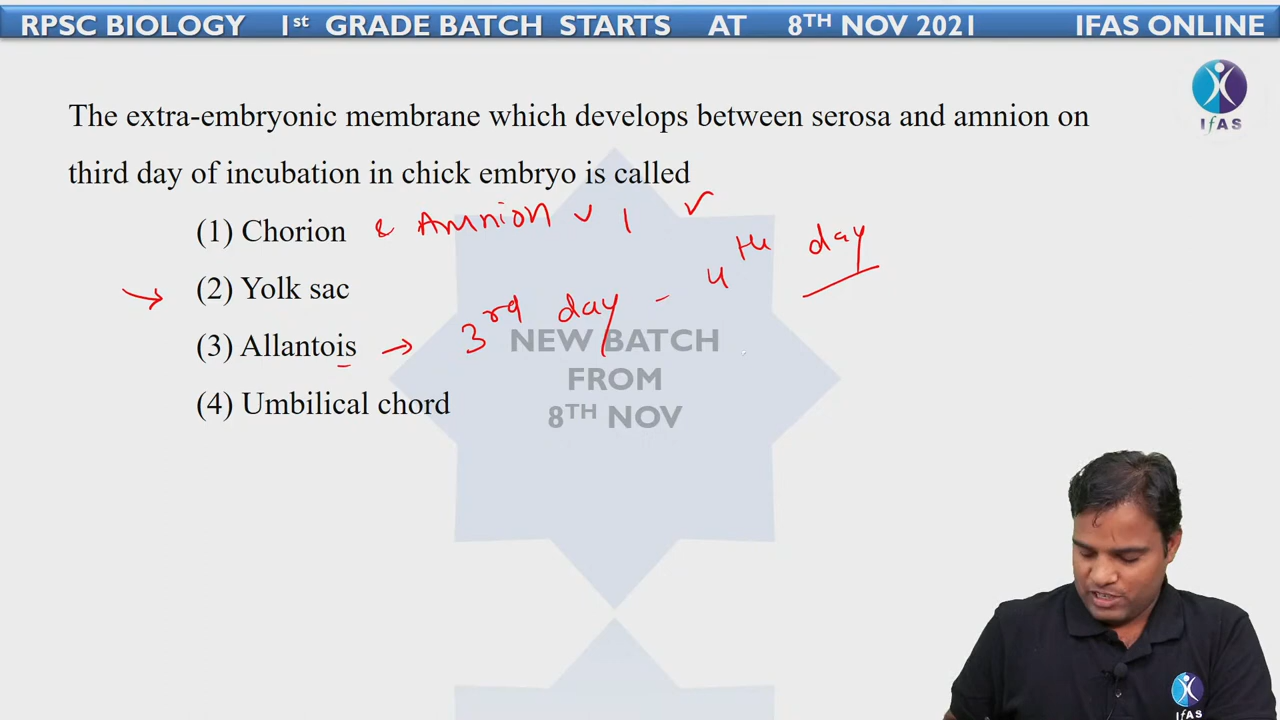 RPSC BIOLOGY 1st GRADE BATCH STARTS AT 8TH NOV 2021 IFAS ONLINE
IfAS
The extra-embryonic membrane which develops between serosa and amnion on
third day of incubation in chick embryo is called
(1) Chorion & Amnion
(2) Yolk sac
(3) Allantois → 3rd day - 4th day
(4) Umbilical chord
NEW BATCH
FROM
8TH NOV
IfAS